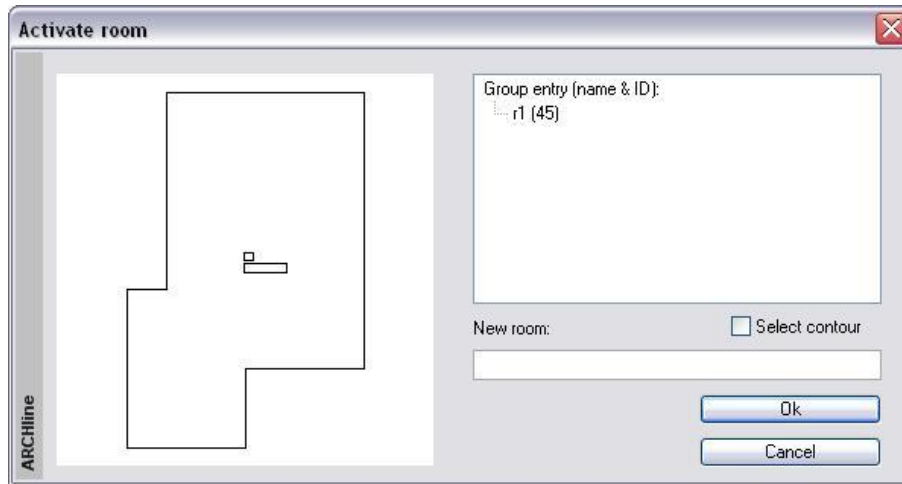 Activate room
ARCHline
Group entry (name & ID):
r1 (45)
New room:
Select contour
Ok
Cancel